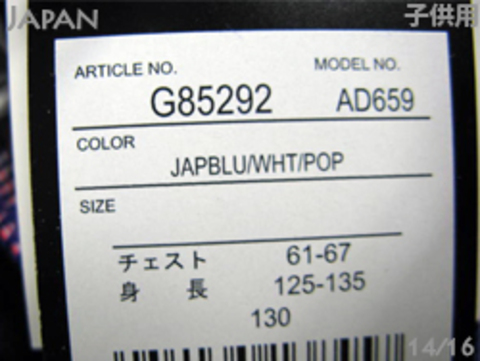 JAPAN 子供用
ARTICLE NO. MODEL NO.
G85292 AD659
COLOR
JAPBLU/WHT/POP
SIZE
チェスト 61-67
身長 125-135
130
14/16